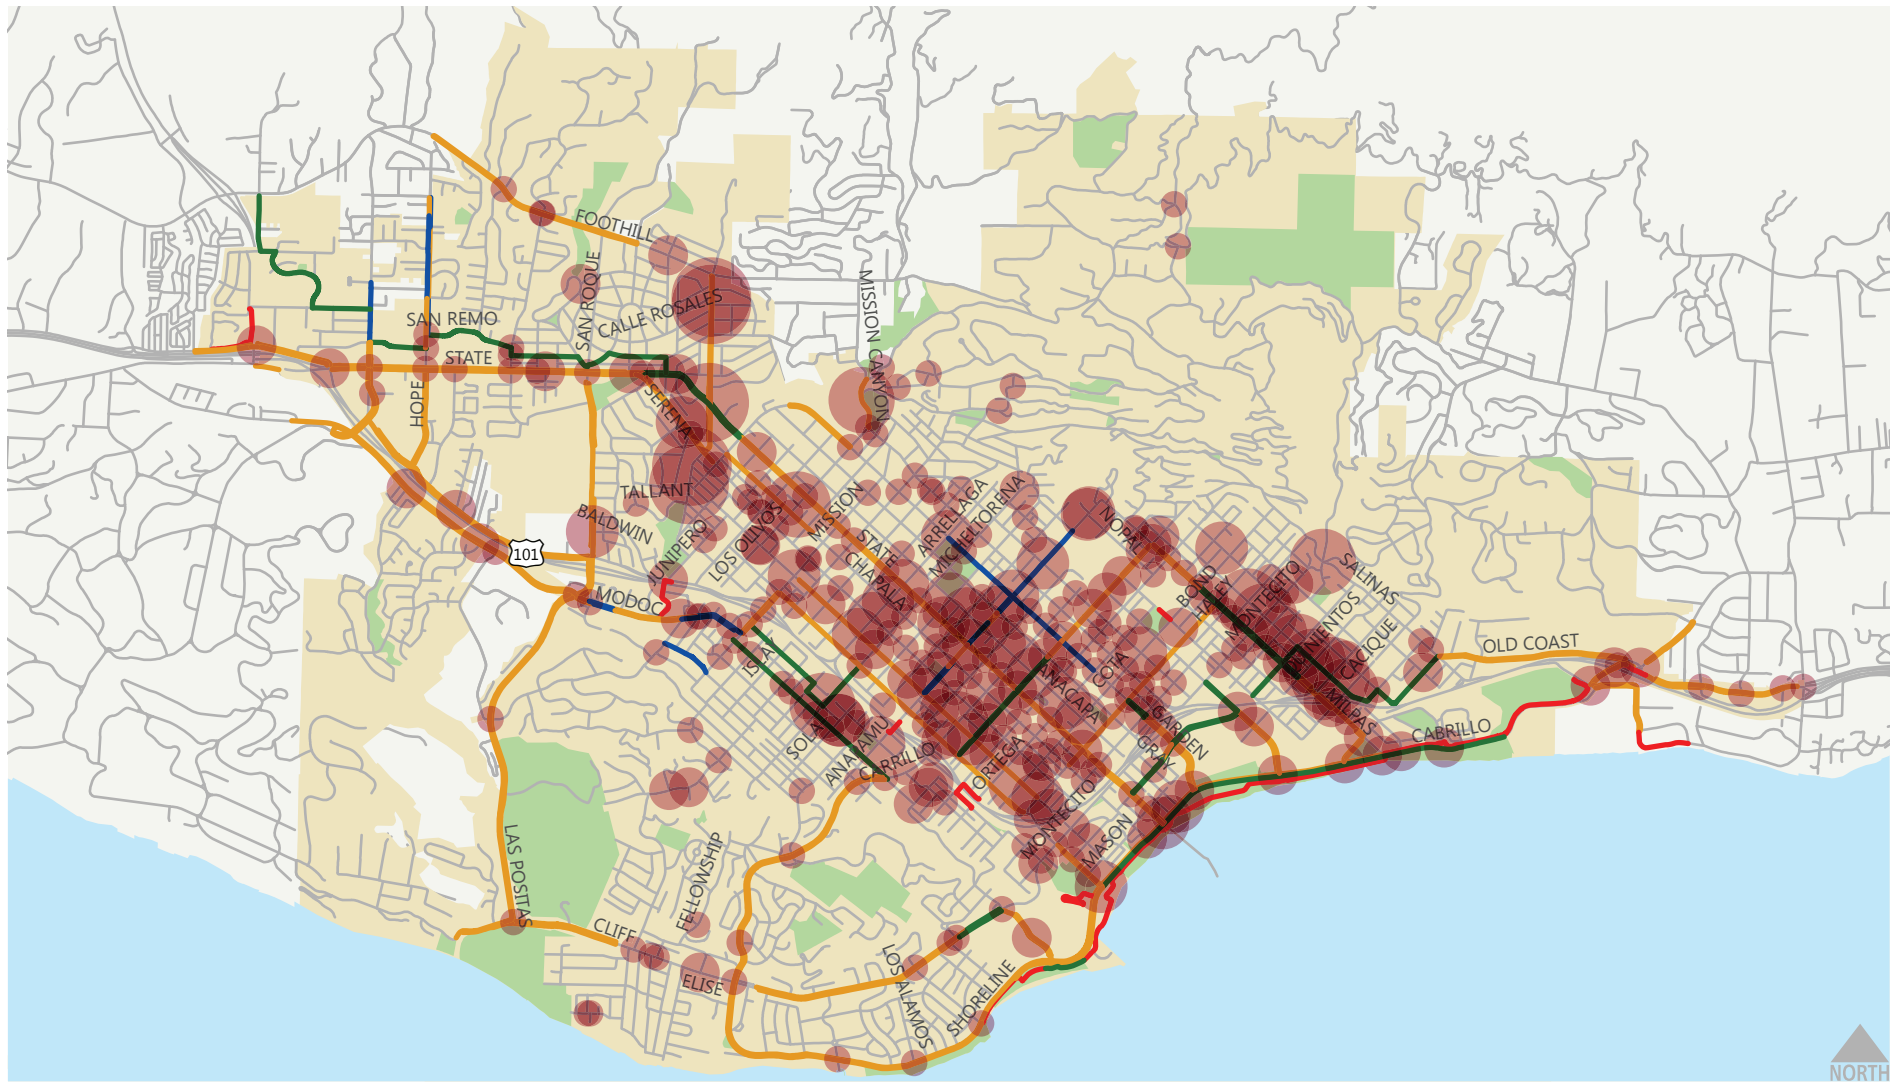 FOOTHILL
SAN ROQUE
CALLE ROSALES
MISSION CANYON
SAN REMO
STATE
HOPE
SERENA
TALLANT
BALDWIN
101
JUNIPERO
LOS OLIVOS
MISSION
ARRELLAGA
MICHELTORENA
NOPAL
STATE
CHAPALA
MODOC
BOND
HALEY
MONTECITO
SALINAS
CACIQUE
OLD COAST
ISLAY
COTA
ANACAPA
SOLA
ANAPAMU
CARRILLO
ORTEGA
GARDEN
GRAY
MILPAS
CABRILLO
MONTECITO
MASON
LAS POSITAS
FELLOWSHIP
CLIFF
ELISE
LOS ALAMOS
SHORELINE
NORTH